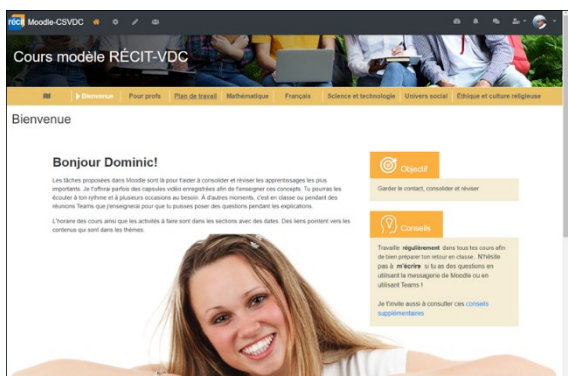 récit Moodle-CSVDC
Cours modèle RÉCIT-VDC
Bienvenue Pour profs Plan de travail Mathématique Français Science et technologie Univers social Éthique et culture religieuse
Bienvenue
Bonjour Dominic!
Les tâches proposées dans Moodle sont là pour t'aider à consolider et réviser les apprentissages les plus
importants. Je t'offrirai parfois des capsules vidéo enregistrées afin de t'enseigner ces concepts. Tu pourras les
écouter à ton rythme et à plusieurs occasions au besoin. À d'autres moments, c'est en classe ou pendant des
réunions Teams que j'enseignerai pour que tu puisses poser des questions pendant les explications.
L'horaire des cours ainsi que les activités à faire sont dans les sections avec des dates. Des liens pointent vers les
contenus qui sont dans les thèmes.
Objectif
Garder le contact, consolider et réviser
Conseils
Travaille régulièrement dans tous tes cours afin
de bien préparer ton retour en classe. N'hésite
pas à m'écrire si tu as des questions en
utilisant la messagerie de Moodle ou en
utilisant Teams !
Je t'invite aussi à consulter ces conseils
supplémentaires